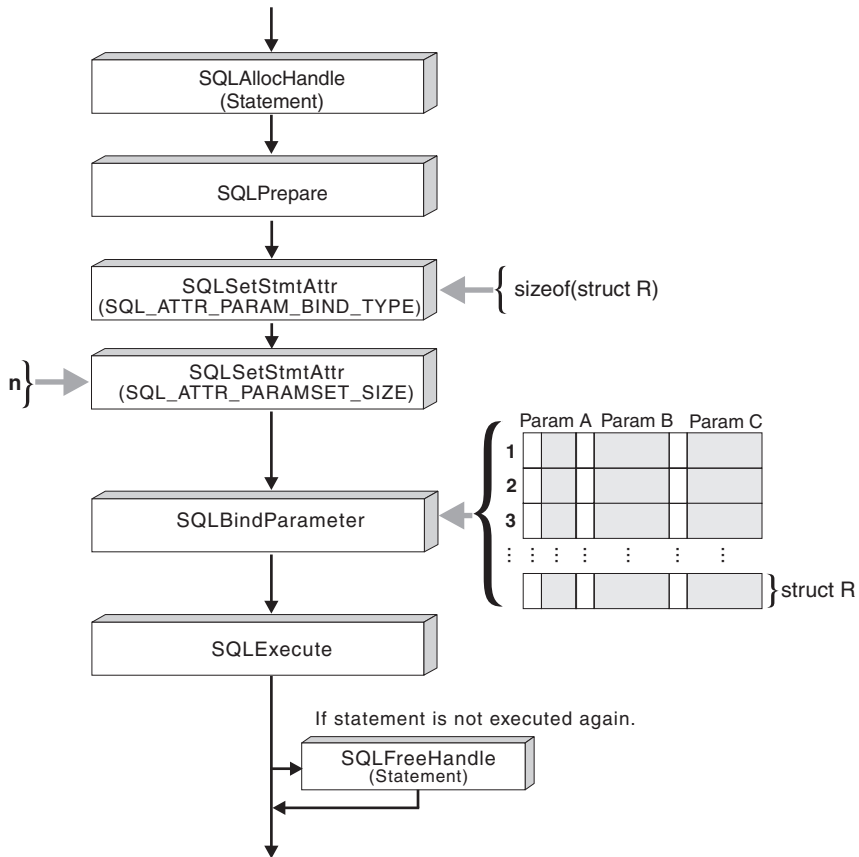 SQLAllocHandle
(Statement)
SQLPrepare
SQLSetStmtAttr
(SQL_ATTR_PARAM_BIND_TYPE)
sizeof(struct R)
n
SQLSetStmtAttr
(SQL_ATTR_PARAMSET_SIZE)
Param A Param B Param C
1
2
3
SQLBindParameter
struct R
SQLExecute
If statement is not executed again.
SQLFreeHandle
(Statement)